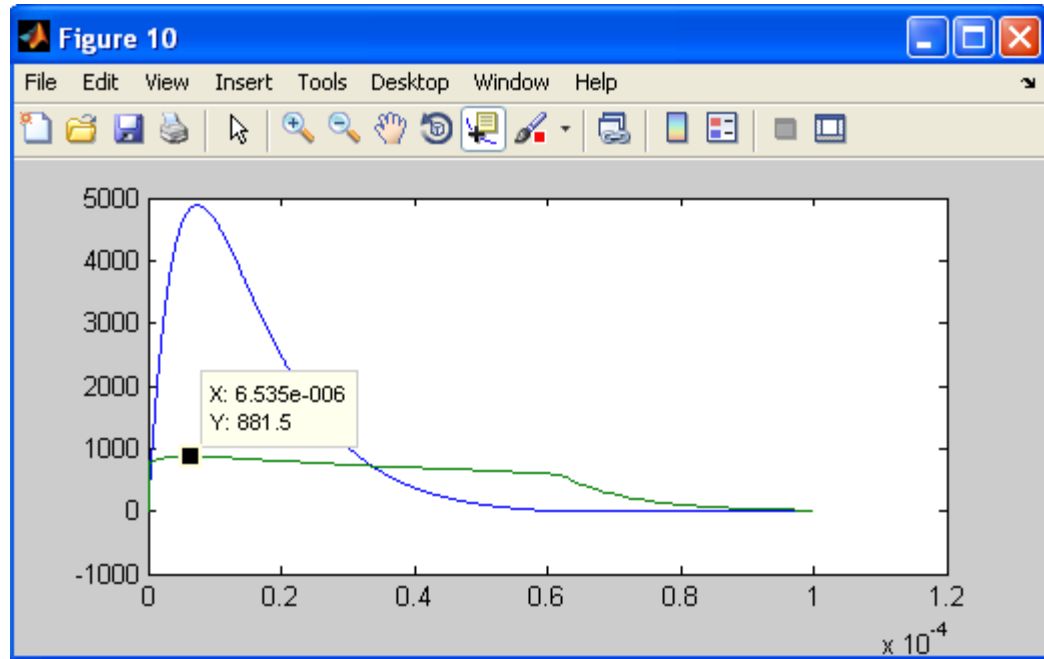 Figure 10
File Edit View Insert Tools Desktop Window Help
5000
4000
3000
2000
1000
0
-1000
X: 6.535e-006
Y: 881.5
0 0.2 0.4 0.6 0.8 1 1.2
x 10^-4